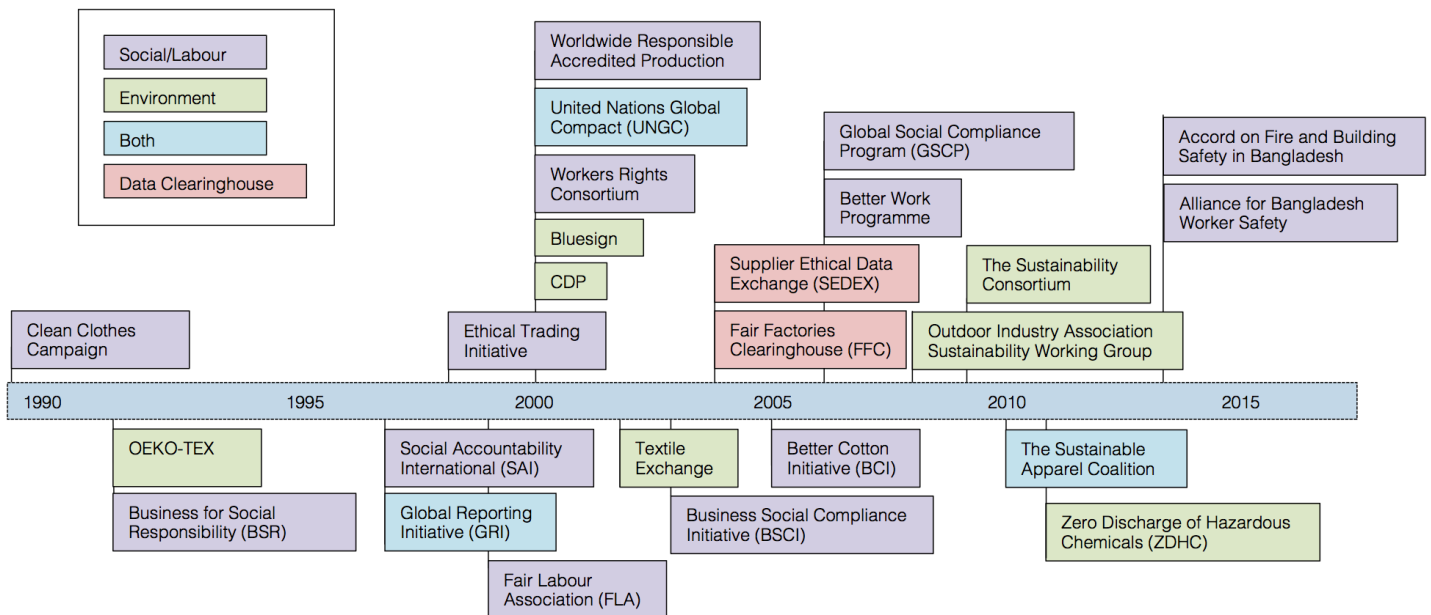 Social/Labour
Environment
Both
Data Clearinghouse
Worldwide Responsible
Accredited Production
United Nations Global
Compact (UNGC)
Workers Rights
Consortium
Bluesign
CDP
Global Social Compliance
Program (GSCP)
Better Work
Programme
Accord on Fire and Building
Safety in Bangladesh
Alliance for Bangladesh
Worker Safety
Supplier Ethical Data
Exchange (SEDEX)
The Sustainability
Consortium
Clean Clothes
Campaign
Ethical Trading
Initiative
Fair Factories
Clearinghouse (FFC)
Outdoor Industry Association
Sustainability Working Group
1990 1995 2000 2005 2010 2015
OEKO-TEX
Business for Social
Responsibility (BSR)
Social Accountability
International (SAI)
Global Reporting
Initiative (GRI)
Fair Labour
Association (FLA)
Textile
Exchange
Business Social Compliance
Initiative (BSCI)
Better Cotton
Initiative (BCI)
The Sustainable
Apparel Coalition
Zero Discharge of Hazardous
Chemicals (ZDHC)